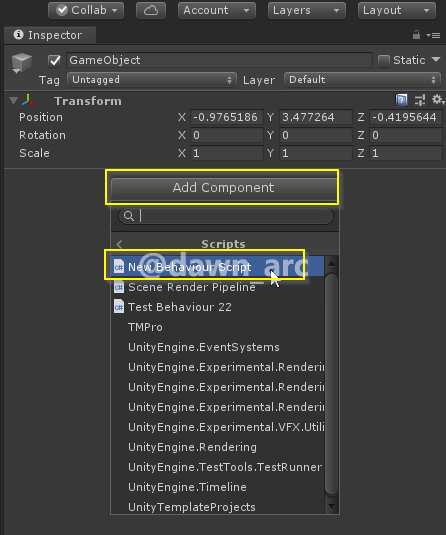 Collab Account Layers Layout
Inspector
GameObject Static
Tag Untagged Layer Default
Transform
Position X -0.9765186 Y 3.477264 Z -0.4195644
Rotation X 0 Y 0 Z 0
Scale X 1 Y 1 Z 1
Add Component
Scripts
@dawn_arc
New Behaviour Script
Scene Render Pipeline
Test Behaviour 22
TMPro
UnityEngine.EventSystems
UnityEngine.Experimental.Renderin
UnityEngine.Experimental.Renderin
UnityEngine.Experimental.Renderin
UnityEngine.Experimental.VFX.Utili
UnityEngine.Rendering
UnityEngine.TestTools.TestRunner
UnityEngine.Timeline
UnityTemplateProjects